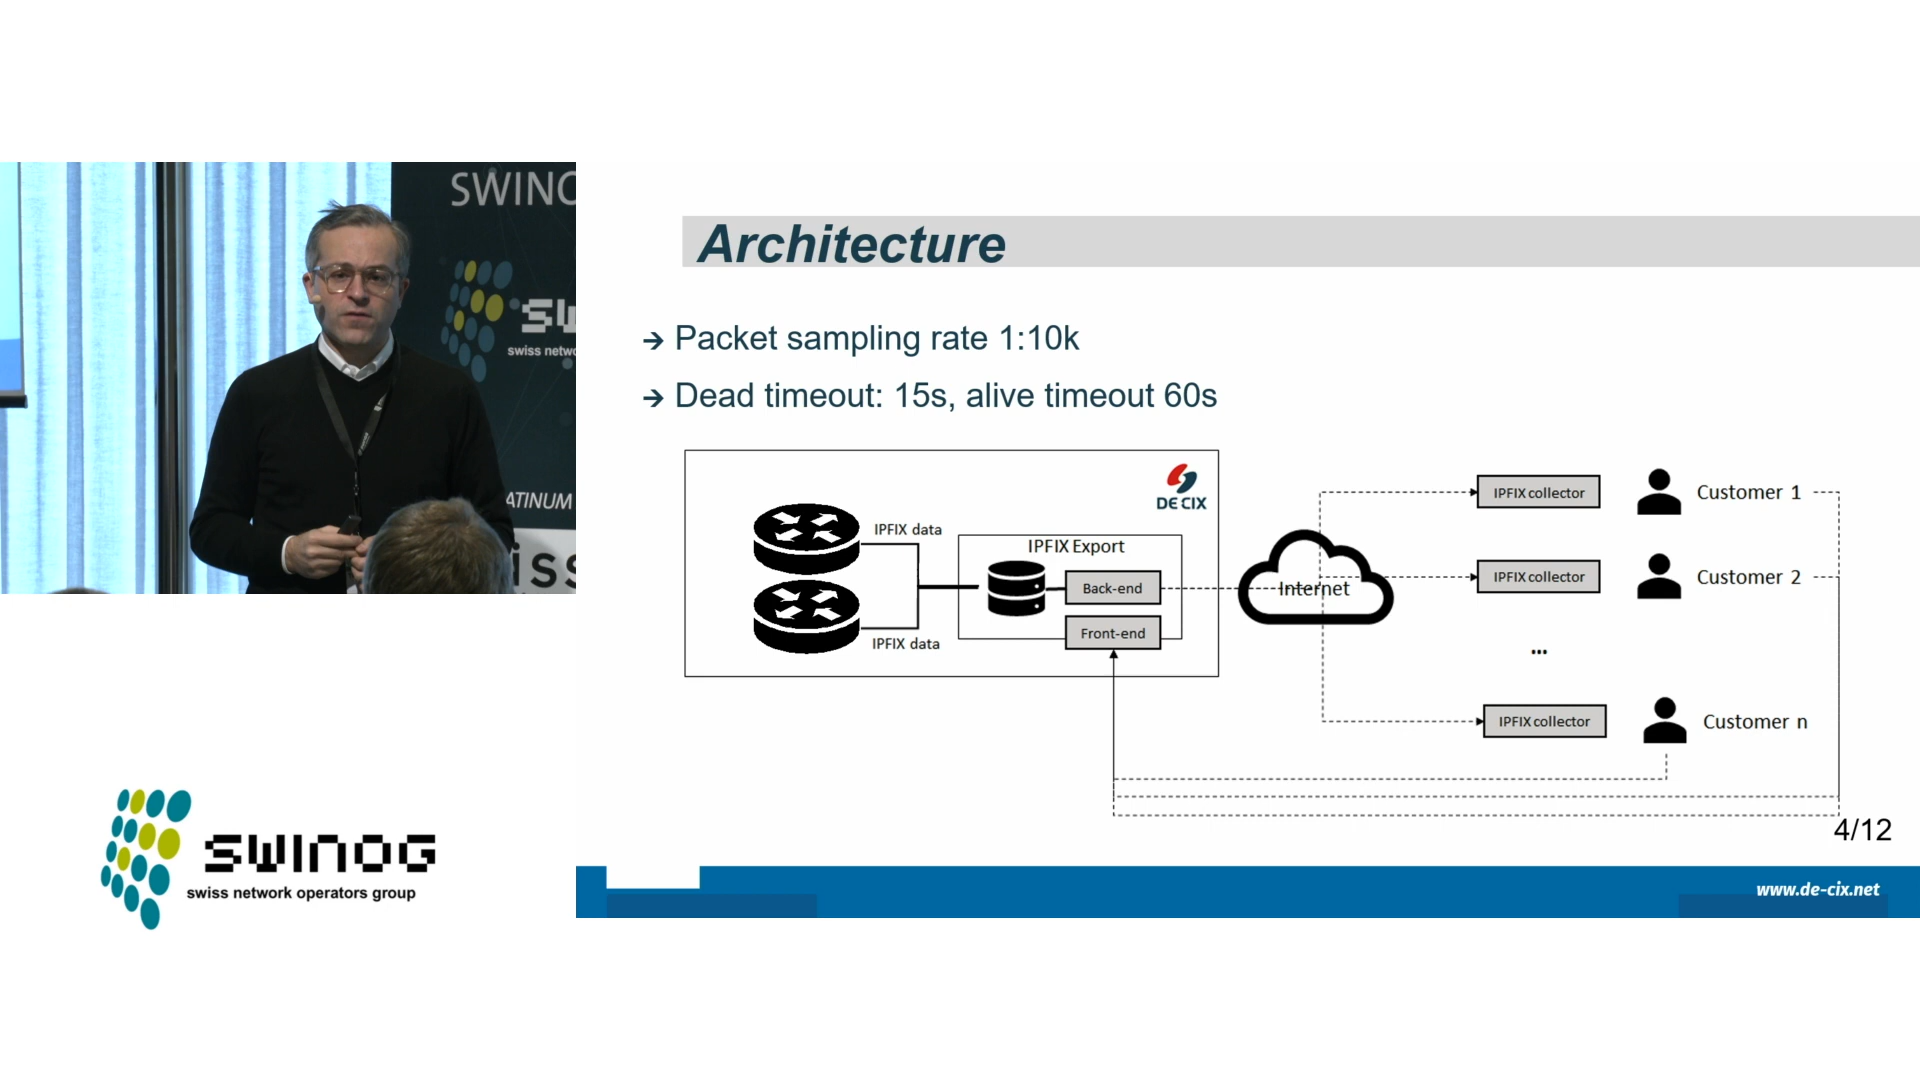 SWINO
SW
swiss netwo
ATINUM
iss
swinog
swiss network operators group
Architecture
→ Packet sampling rate 1:10k
→ Dead timeout: 15s, alive timeout 60s
DE CIX
IPFIX data
IPFIX Export
Back-end
Front-end
IPFIX data
Internet
IPFIX collector
Customer 1
IPFIX collector
Customer 2
...
IPFIX collector
Customer n
4/12
www.de-cix.net